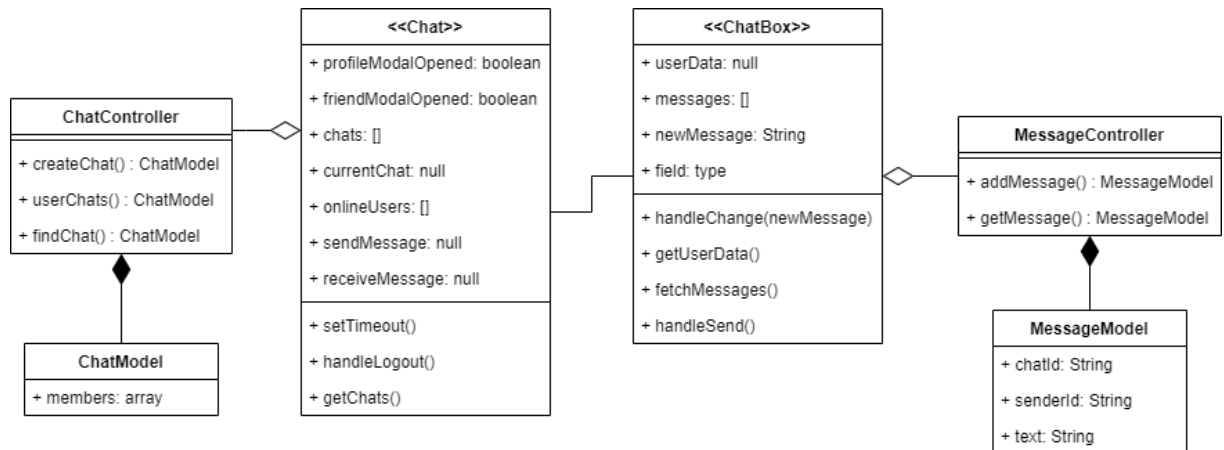 ChatController
+ createChat() : ChatModel
+ userChats() : ChatModel
+ findChat() : ChatModel
ChatModel
+ members: array
<<Chat>>
+ profileModalOpened: boolean
+ friendModalOpened: boolean
+ chats: []
+ currentChat: null
+ onlineUsers: []
+ sendMessage: null
+ receiveMessage: null
+ setTimeout()
+ handleLogout()
+ getChats()
<<ChatBox>>
+ userData: null
+ messages: []
+ newMessage: String
+ field: type
+ handleChange(newMessage)
+ getUserData()
+ fetchMessages()
+ handleSend()
MessageController
+ addMessage() : MessageModel
+ getMessage() : MessageModel
MessageModel
+ chatId: String
+ senderId: String
+ text: String